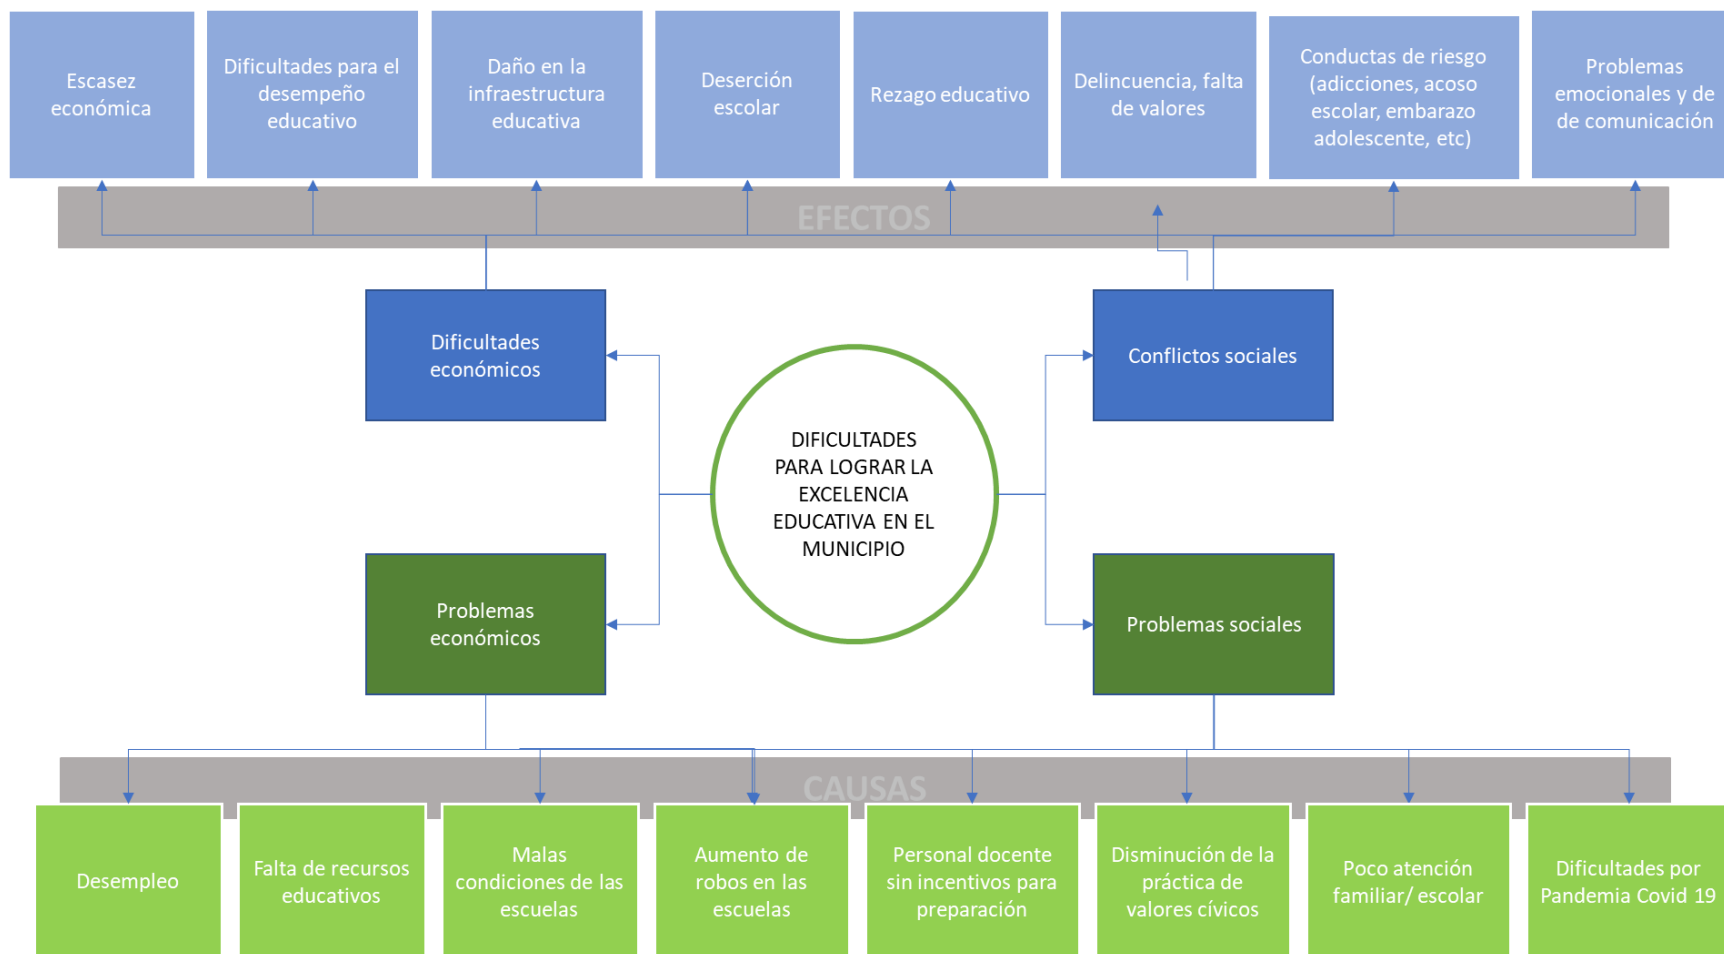 Escasez
económica
Dificultades para el
desempeño
educativo
Daño en la
infraestructura
educativa
Deserción
escolar
Rezago educativo
Delincuencia, falta
de valores
Conductas de riesgo
(adicciones, acoso
escolar, embarazo
adolescente, etc)
Problemas
emocionales y de
de comunicación
EFECTOS
Dificultades
económicos
Conflictos sociales
DIFICULTADES
PARA LOGRAR LA
EXCELENCIA
EDUCATIVA EN EL
MUNICIPIO
Problemas
económicos
Problemas sociales
CAUSAS
Desempleo
Falta de recursos
educativos
Malas
condiciones de las
escuelas
Aumento de
robos en las
escuelas
Personal docente
sin incentivos para
preparación
Disminución de la
práctica de
valores cívicos
Poco atención
familiar/ escolar
Dificultades por
Pandemia Covid 19